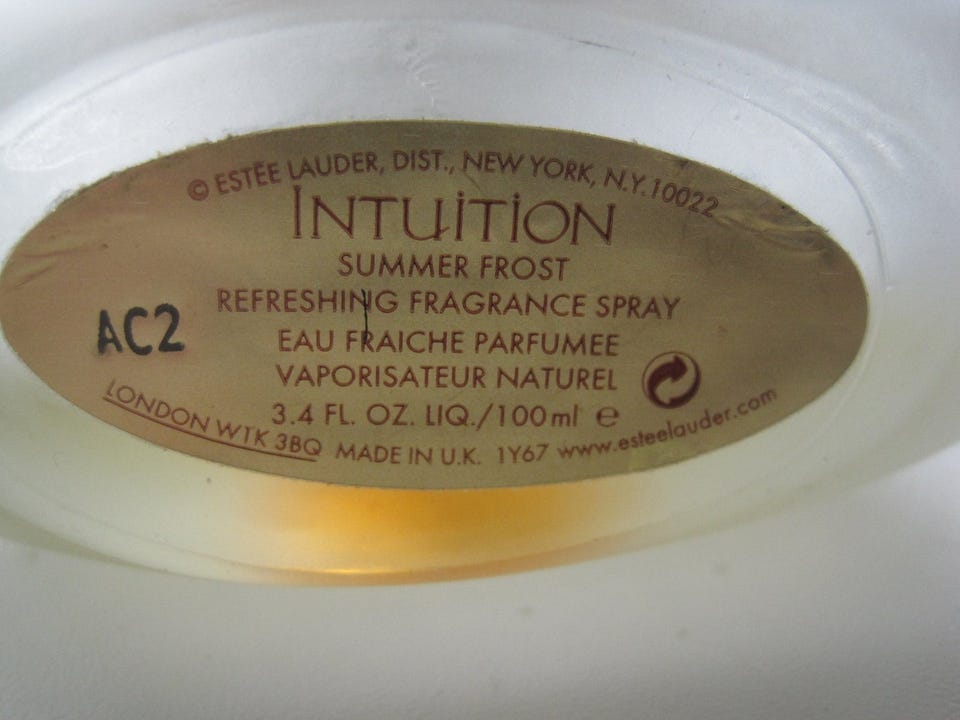 © ESTĒE LAUDER, DIST., NEW YORK, N.Y.10022
INTUiTiON
SUMMER FROST
REFRESHING FRAGRANCE SPRAY
AC2
EAU FRAICHE PARFUMEE
VAPORISATEUR NATUREL
3.4 FL. OZ. LIQ./100ml e
LONDON WTK 3BQ MADE IN U.K. 1Y67 www.esteelauder.com